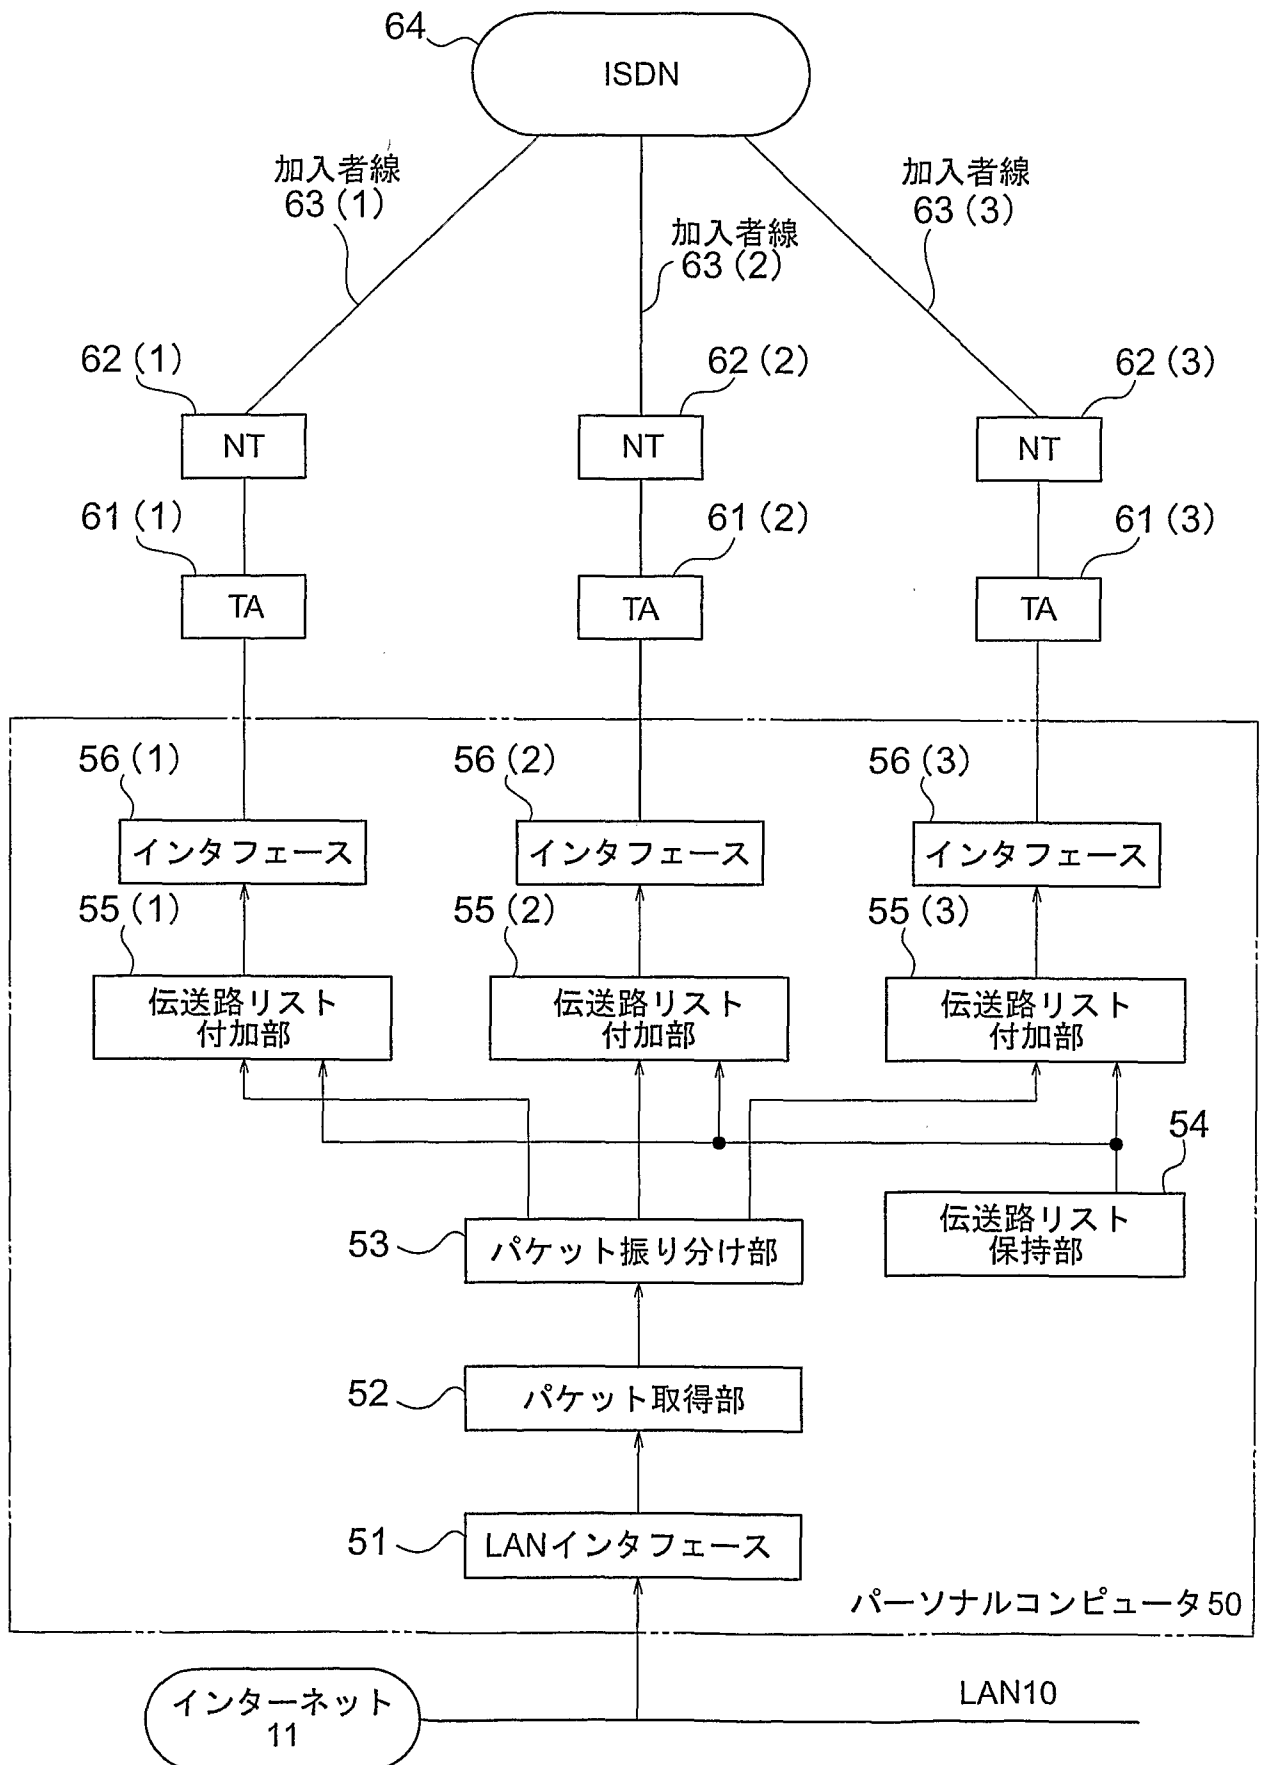 64
ISDN
加入者線
63(1)
加入者線
63(2)
加入者線
63(3)
62(1)
62(2)
62(3)
NT
NT
NT
61(1)
61(2)
61(3)
TA
TA
TA
56(1)
56(2)
56(3)
インタフェース
インタフェース
インタフェース
55(1)
55(2)
55(3)
伝送路リスト
付加部
伝送路リスト
付加部
伝送路リスト
付加部
54
伝送路リスト
保持部
53
パケット振り分け部
52
パケット取得部
51
LANインタフェース
パーソナルコンピュータ50
インターネット
11
LAN10